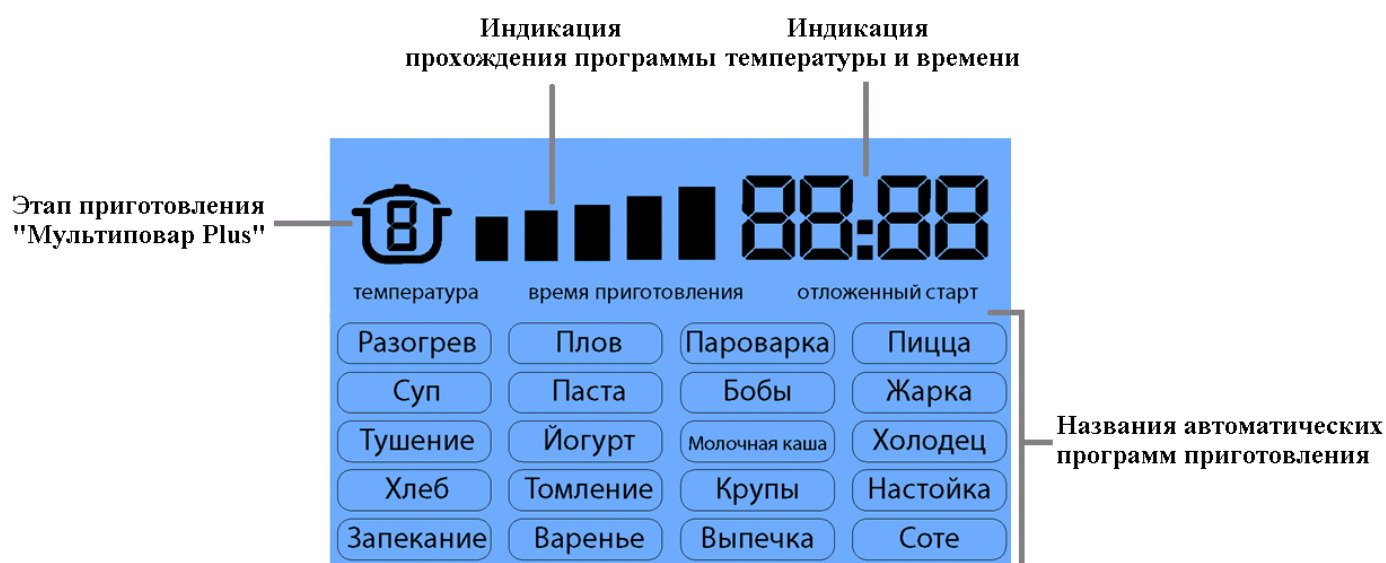 Индикация
прохождения программы
Индикация
температуры и времени
Этап приготовления
"Мультиповар Plus"
8
88:88
температура время приготовления отложенный старт
Разогрев Плов Пароварка Пицца
Суп Паста Бобы Жарка
Тушение Йогурт Молочная каша Холодец
Хлеб Томление Крупы Настойка
Запекание Варенье Выпечка Соте
Названия автоматических
программ приготовления